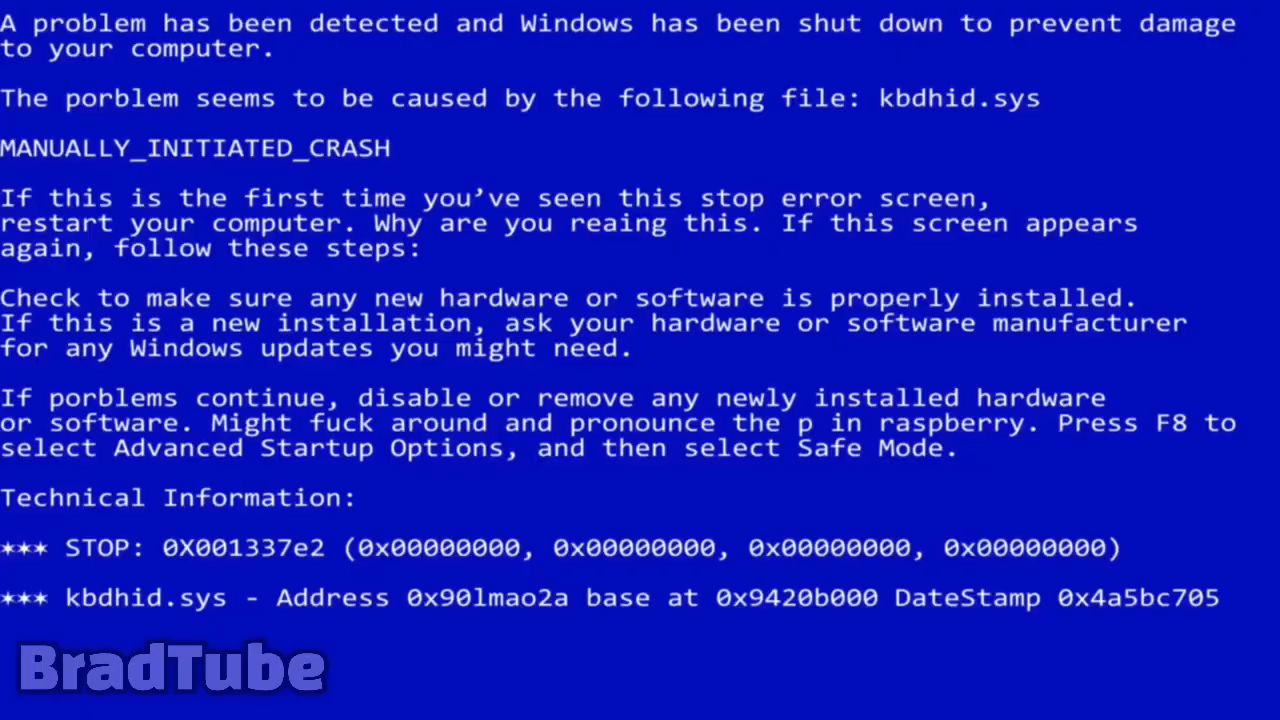 A problem has been detected and Windows has been shut down to prevent damage
to your computer.
The porblem seems to be caused by the following file: kbdhid.sys
MANUALLY_INITIATED_CRASH
If this is the first time you’ve seen this stop error screen,
restart your computer. Why are you reaing this. If this screen appears
again, follow these steps:
Check to make sure any new hardware or software is properly installed.
If this is a new installation, ask your hardware or software manufacturer
for any Windows updates you might need.
If porblems continue, disable or remove any newly installed hardware
or software. Might fuck around and pronounce the p in raspberry. Press F8 to
select Advanced Startup Options, and then select Safe Mode.
Technical Information:
✶✶✶ STOP: 0X001337e2 (0x00000000, 0x00000000, 0x00000000, 0x00000000)
✶✶✶ kbdhid.sys - Address 0x90lmao2a base at 0x9420b000 DateStamp 0x4a5bc705
BradTube